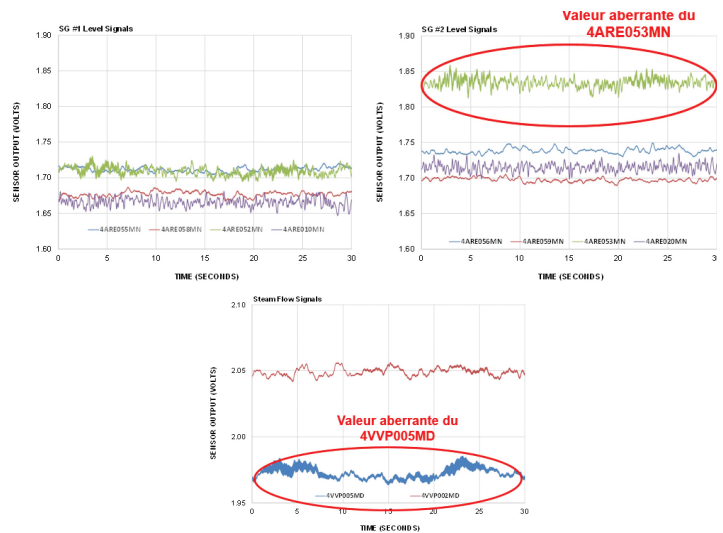 SG #1 Level Signals
1.90
1.85
1.80
1.75
1.70
1.65
1.60
SENSOR OUTPUT (VOLTS)
4ARE055MN 4ARE058MN 4ARE052MN 4ARE010MN
0 5 10 15 20 25 30
TIME (SECONDS)
Valeur aberrante du
4ARE053MN
SG #2 Level Signals
1.90
1.85
1.80
1.75
1.70
1.65
1.60
SENSOR OUTPUT (VOLTS)
4ARE056MN 4ARE059MN 4ARE053MN 4ARE020MN
0 5 10 15 20 25 30
TIME (SECONDS)
Steam Flow Signals
2.10
2.05
2.00
1.95
SENSOR OUTPUT (VOLTS)
Valeur aberrante du
4VVP005MD
4VVP005MD 4VVP002MD
0 5 10 15 20 25 30
TIME (SECONDS)